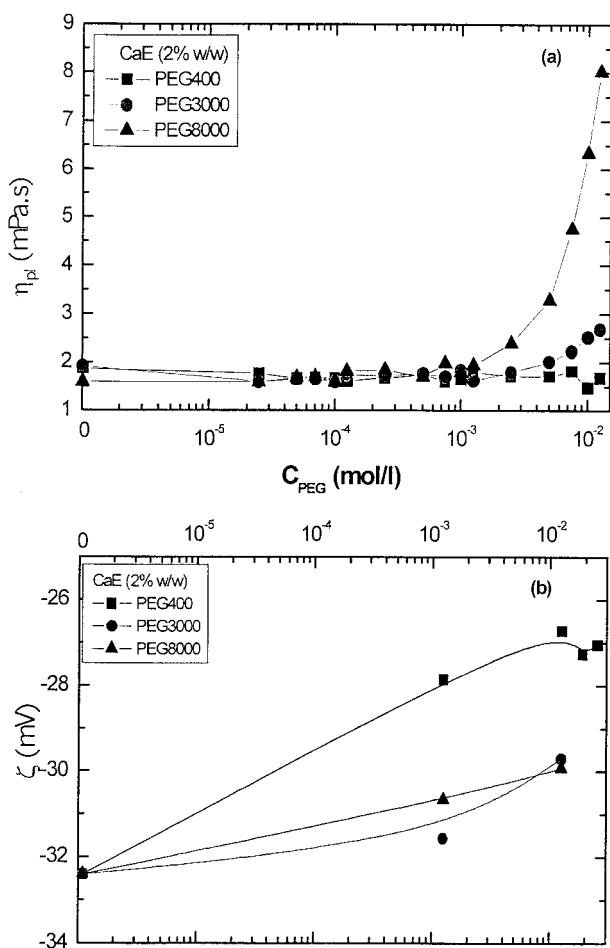 9
CaE (2% w/w)
(a)
PEG400
PEG3000
PEG8000
8
7
6
5
4
3
2
1
ηpl (mPa.s)
0
10⁻⁵
10⁻⁴
10⁻³
10⁻²
CPEG (mol/l)
0
10⁻⁵
10⁻⁴
10⁻³
10⁻²
CaE (2% w/w)
(b)
PEG400
PEG3000
PEG8000
-26
-28
-30
-32
-34
ζ (mV)